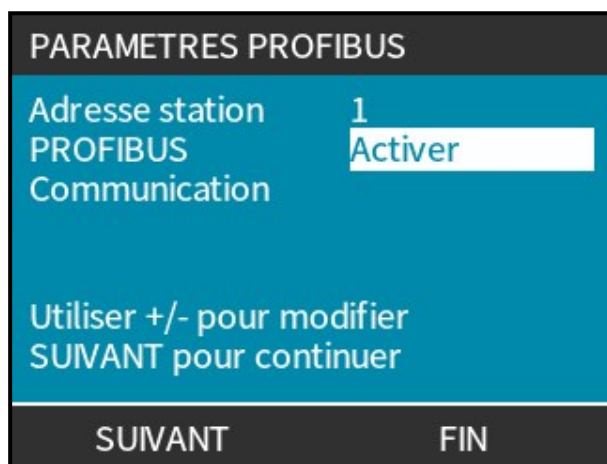 PARAMETRES PROFIBUS
Adresse station 1
PROFIBUS Activer
Communication
Utiliser +/- pour modifier
SUIVANT pour continuer
SUIVANT FIN